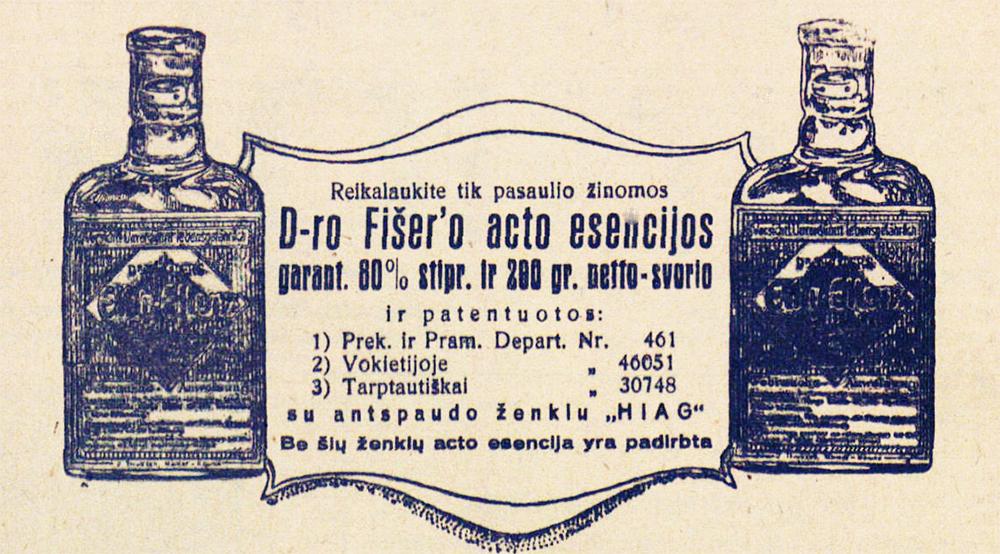 Reikalaukite tik pasaulio žinomos
D-ro Fišer'o acto esencijos
garant. 80% stipr. ir 200 gr. netto-svorio
ir patentuotos:
1) Prek. ir Pram. Depart. Nr. 461
2) Vokietijoje „ 46051
3) Tarptautiškai „ 30748
su antspaudo ženklu „HIAG“
Be šių ženklų acto esencija yra padirbta